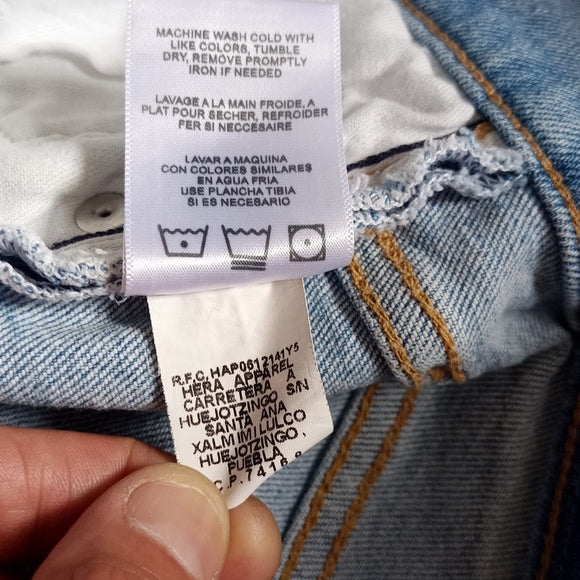 MACHINE WASH COLD WITH
LIKE COLORS, TUMBLE
DRY, REMOVE PROMPTLY
IRON IF NEEDED
LAVAGE A LA MAIN FROIDE, A
PLAT POUR SECHER, REFROIDER
FER SI NECCESAIRE
LAVAR A MAQUINA
CON COLORES SIMILARES
EN AGUA FRIA
USE PLANCHA TIBIA
SI ES NECESARIO
R.F.C. HAP0612141Y5
HERA APPAREL
CARRETERA A
HUEJOTZINGO S/N
SANTA ANA
XALMIMILULCO
HUEJOTZINGO,
PUEBLA
C.P.